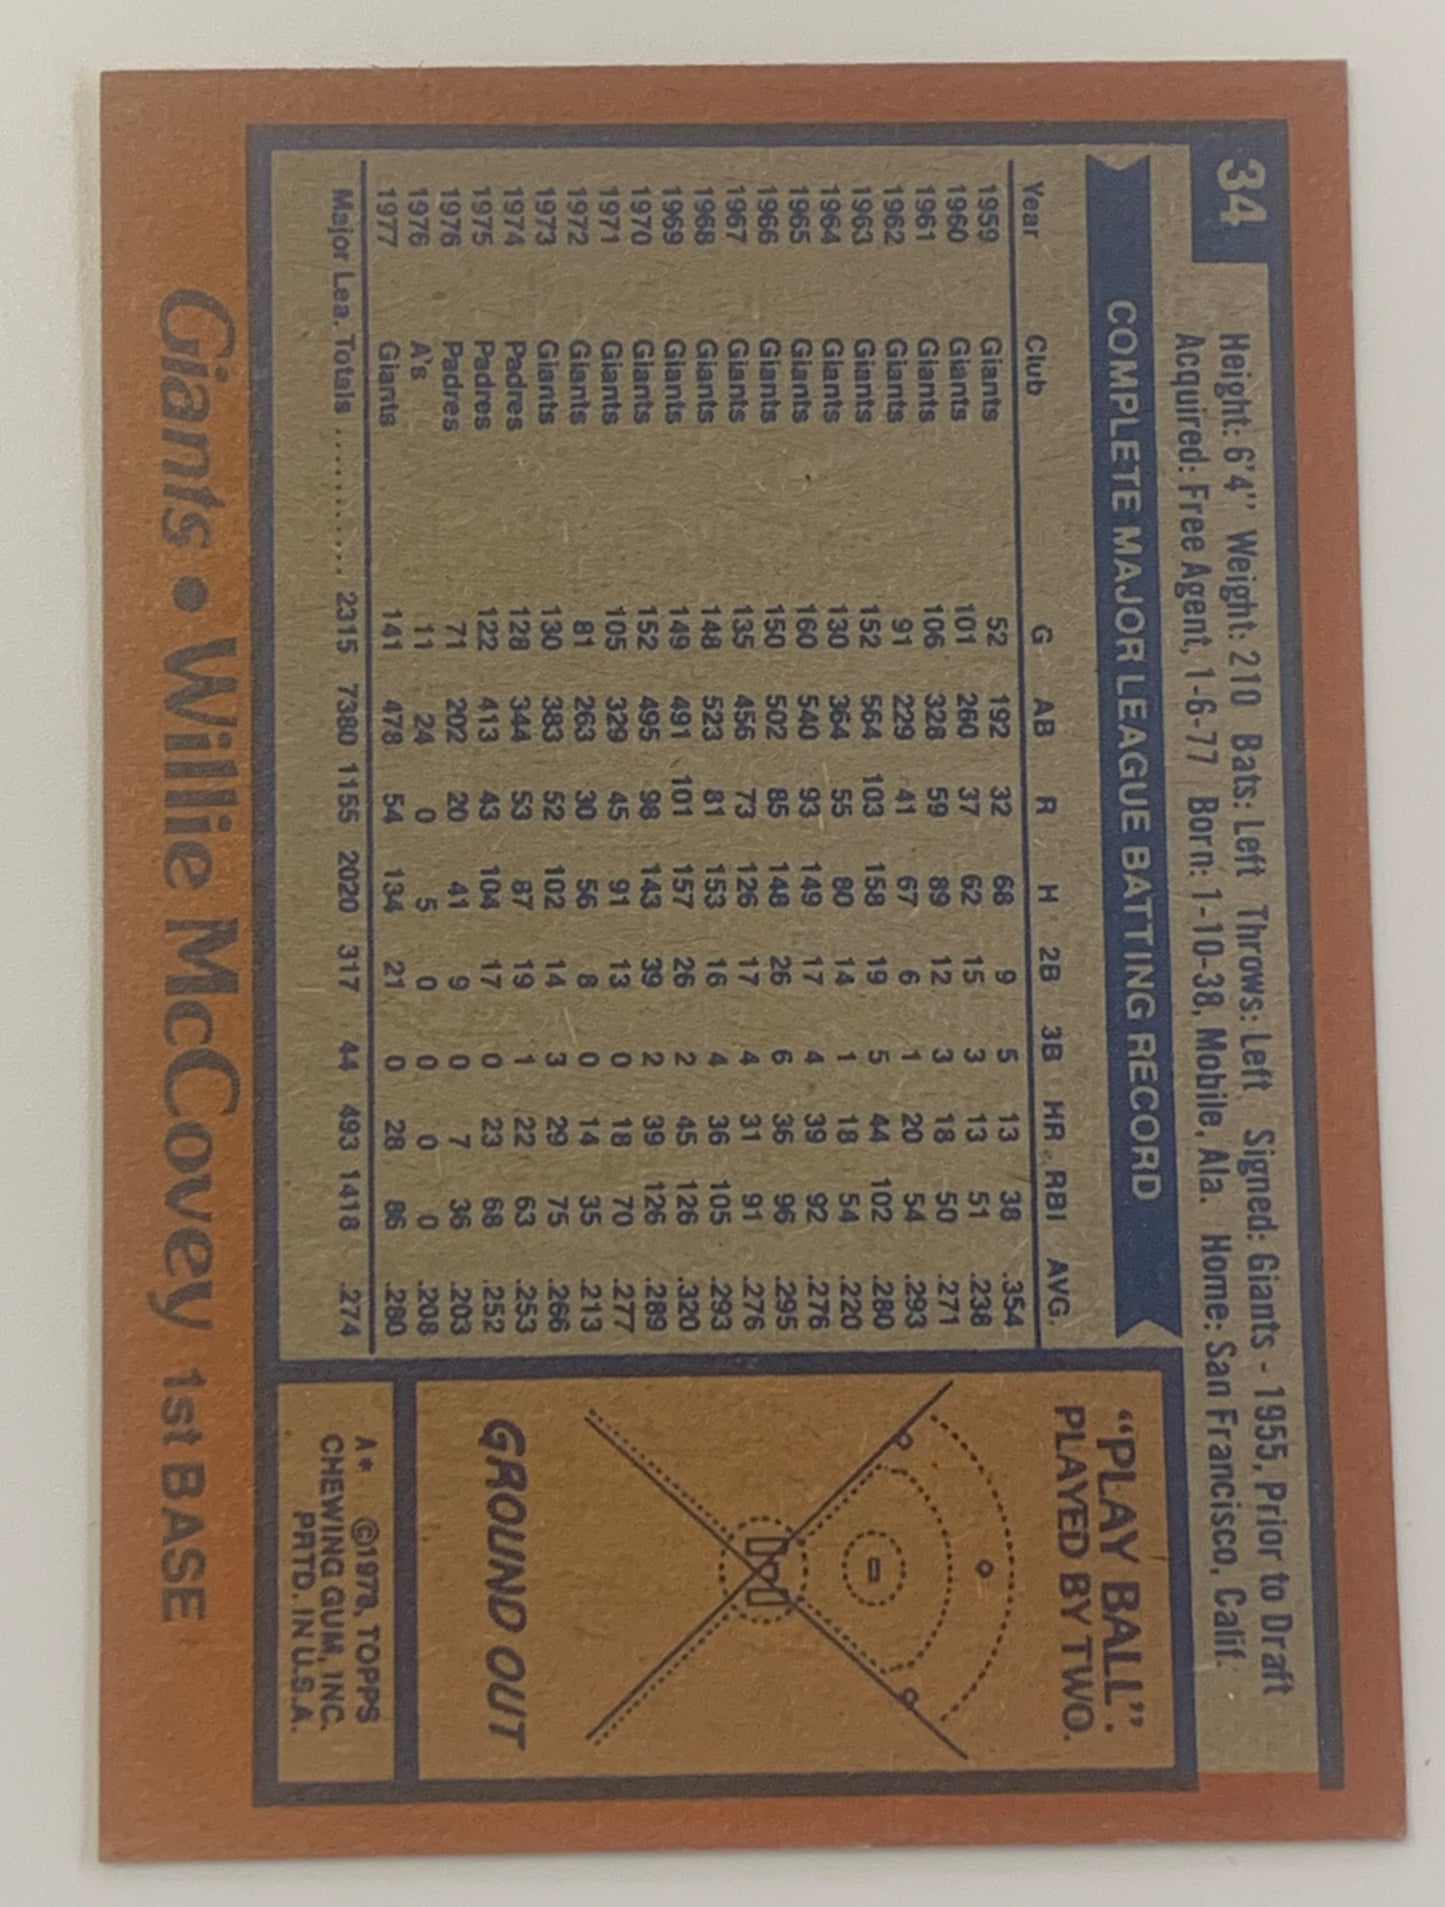 34
Height: 6'4" Weight: 210 Bats: Left Throws: Left Signed: Giants - 1955, Prior to Draft
Acquired: Free Agent, 1-6-77 Born: 1-10-38, Mobile, Ala. Home: San Francisco, Calif.
COMPLETE MAJOR LEAGUE BATTING RECORD
Year Club G AB R H 2B 3B HR RBI AVG.
1959 Giants 52 192 32 68 9 5 13 38 .354
1960 Giants 101 260 37 62 15 3 13 51 .238
1961 Giants 106 328 59 89 12 3 18 50 .271
1962 Giants 91 229 41 67 6 1 20 54 .293
1963 Giants 152 564 103 158 19 5 44 102 .280
1964 Giants 130 364 55 80 14 1 18 54 .220
1965 Giants 160 540 93 149 17 4 39 92 .276
1966 Giants 150 502 85 148 26 6 36 96 .295
1967 Giants 135 456 73 126 17 4 31 91 .276
1968 Giants 148 523 81 153 16 4 36 105 .293
1969 Giants 149 491 101 157 26 2 45 126 .320
1970 Giants 152 495 98 143 39 2 39 126 .289
1971 Giants 105 329 45 91 13 0 18 70 .277
1972 Giants 81 263 30 56 8 0 14 35 .213
1973 Giants 130 383 52 102 14 3 29 75 .266
1974 Padres 128 344 53 87 19 1 22 63 .253
1975 Padres 122 413 43 104 17 0 23 68 .252
1976 Padres 71 202 20 41 9 0 7 36 .203
1976 A's 11 24 0 5 0 0 0 0 .208
1977 Giants 141 478 54 134 21 0 28 86 .280
Major Lea. Totals .......... 2315 7380 1155 2020 317 44 493 1418 .274
"PLAY BALL":
PLAYED BY TWO.
GROUND OUT
A* ©1978, TOPPS
CHEWING GUM, INC.
PRTD. IN U.S.A.
Giants • Willie McCovey 1st BASE